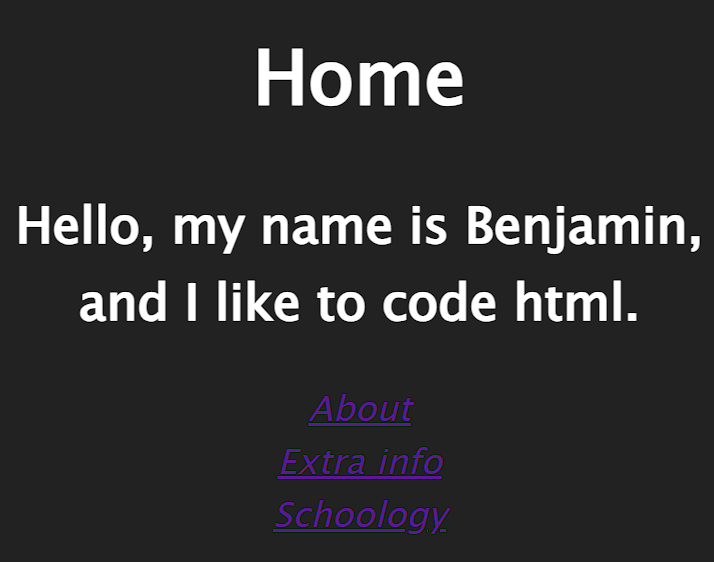 Home
Hello, my name is Benjamin,
and I like to code html.
About
Extra info
Schoology